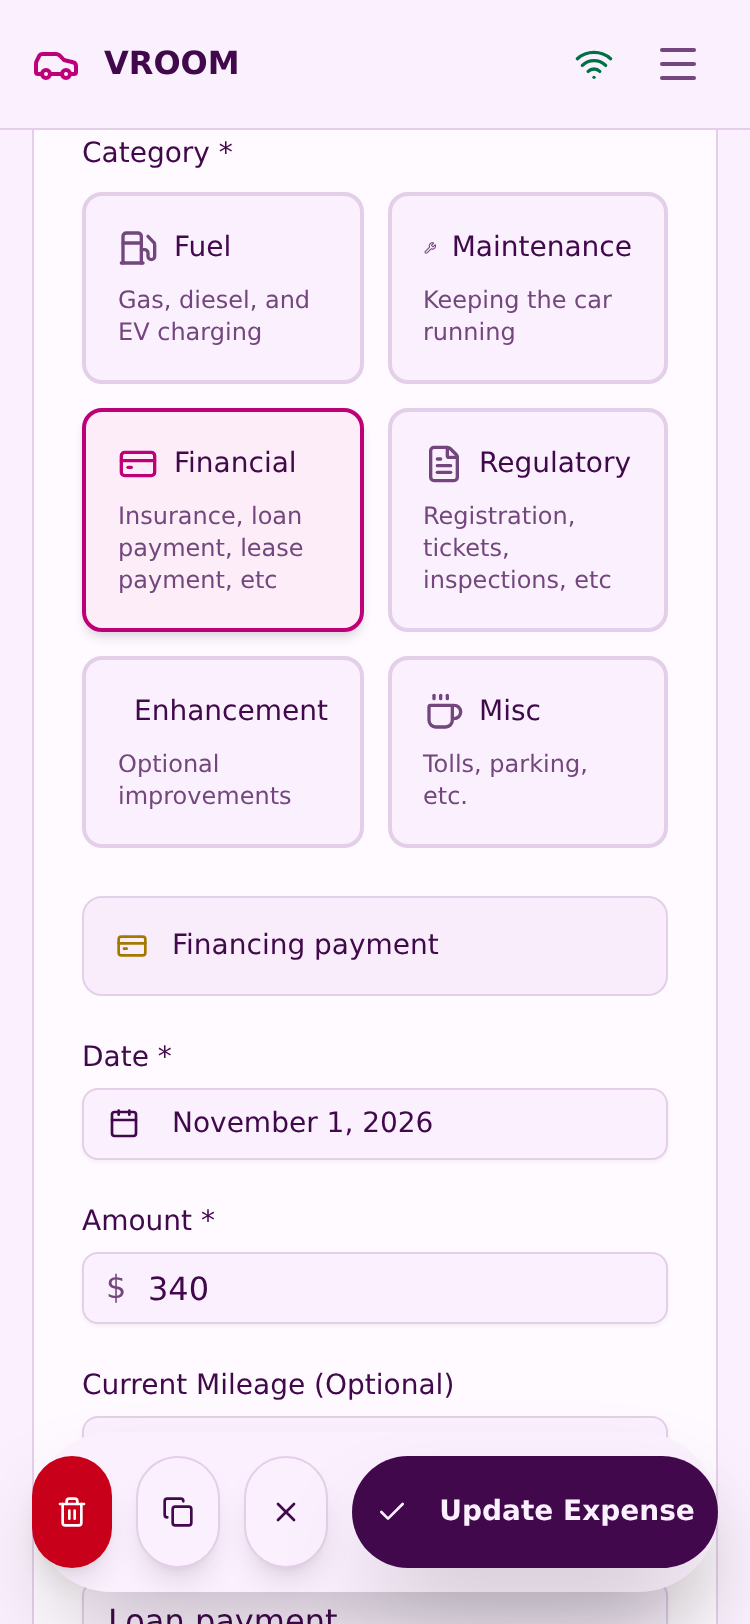 VROOM
Category *
Fuel
Gas, diesel, and
EV charging
Maintenance
Keeping the car
running
Financial
Insurance, loan
payment, lease
payment, etc
Regulatory
Registration,
tickets,
inspections, etc
Enhancement
Optional
improvements
Misc
Tolls, parking,
etc.
Financing payment
Date *
November 1, 2026
Amount *
$ 340
Current Mileage (Optional)
Update Expense
Loan payment